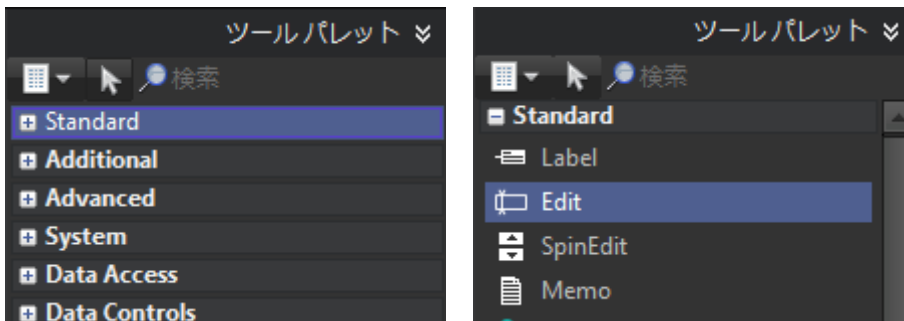 ツール パレット
検索
Standard
Additional
Advanced
System
Data Access
Data Controls
ツール パレット
検索
Standard
Label
Edit
SpinEdit
Memo